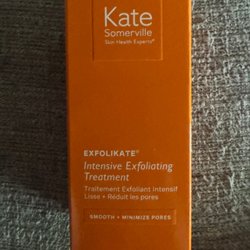 Kate
Somerville
Skin Health Experts®
EXFOLIKATE®
Intensive Exfoliating
Treatment
Traitement Exfoliant Intensif
Lisse + Réduit les pores
SMOOTH + MINIMIZE PORES